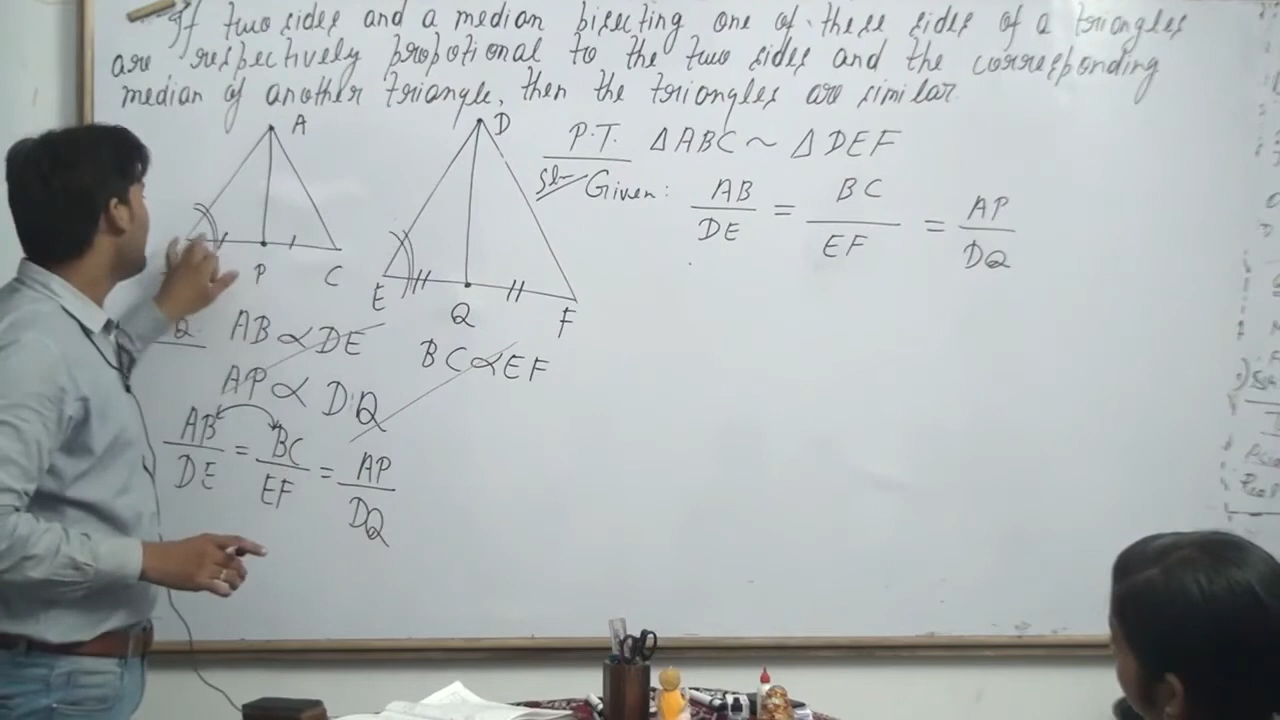 If two sides and a median bisecting one of these sides of a triangles
are respectively propotional to the two sides and the corresponding
median of another triangle, then the triangles are similar.
A
D
P
C
E
Q
F
P.T. ΔABC ~ ΔDEF
Given: AB/DE = BC/EF = AP/DQ
Q. AB ∝ DE
BC ∝ EF
AP ∝ DQ
AB/DE = BC/EF = AP/DQ